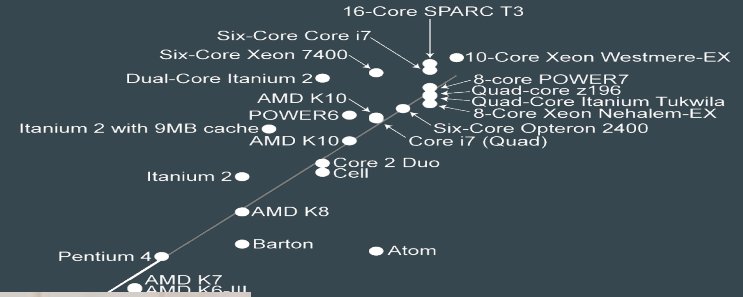 16-Core SPARC T3
Six-Core Core i7
Six-Core Xeon 7400
10-Core Xeon Westmere-EX
Dual-Core Itanium 2
8-core POWER7
Quad-core z196
AMD K10
Quad-Core Itanium Tukwila
POWER6
8-Core Xeon Nehalem-EX
Itanium 2 with 9MB cache
Six-Core Opteron 2400
AMD K10
Core i7 (Quad)
Core 2 Duo
Cell
Itanium 2
AMD K8
Barton
Atom
Pentium 4
AMD K7
AMD K6-III